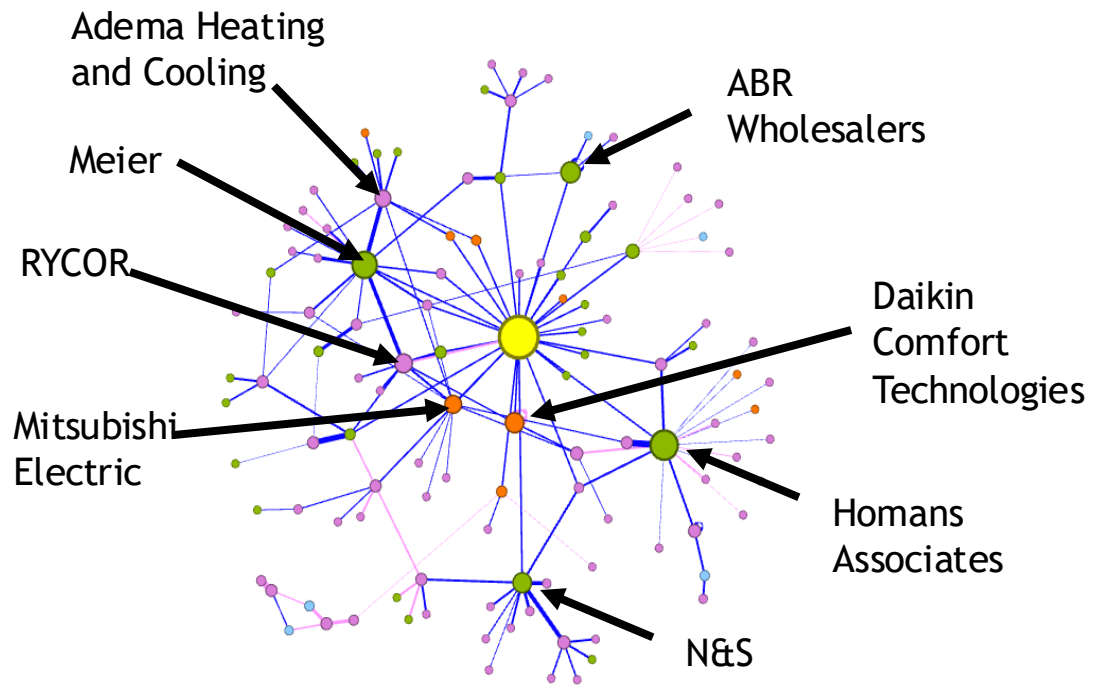 Adema Heating
and Cooling
ABR
Wholesalers
Meier
RYCOR
Daikin
Comfort
Technologies
Mitsubishi
Electric
Homans
Associates
N&S